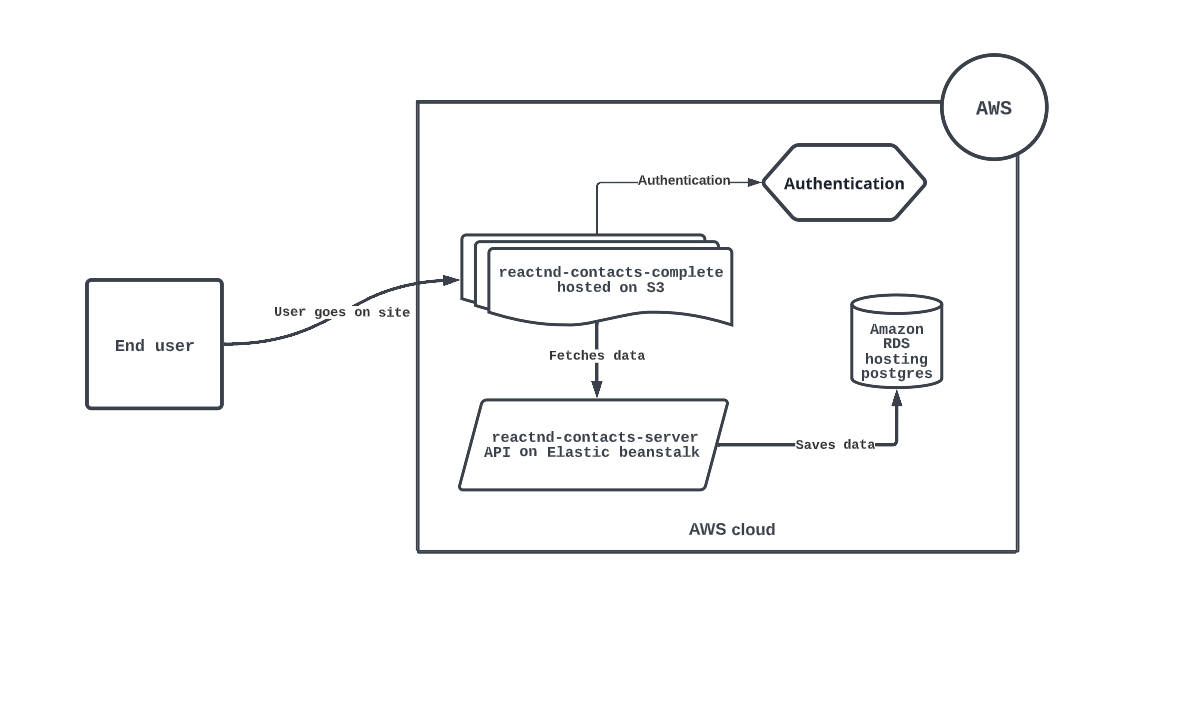 AWS
Authentication
Authentication
reactnd-contacts-complete
hosted on S3
User goes on site
End user
Fetches data
Amazon
RDS
hosting
postgres
reactnd-contacts-server
API on Elastic beanstalk
Saves data
AWS cloud